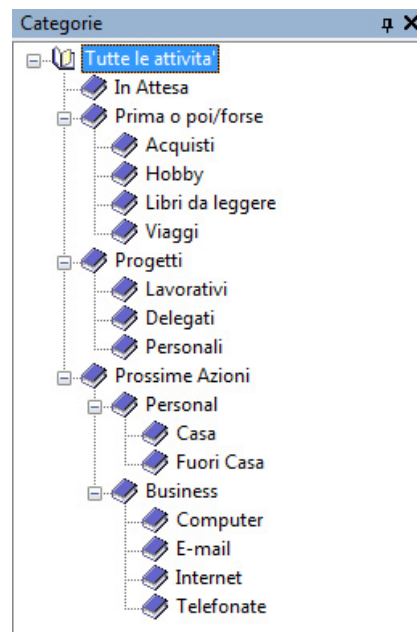 Categorie
Tutte le attivita'
In Attesa
Prima o poi/forse
Acquisti
Hobby
Libri da leggere
Viaggi
Progetti
Lavorativi
Delegati
Personali
Prossime Azioni
Personal
Casa
Fuori Casa
Business
Computer
E-mail
Internet
Telefonate